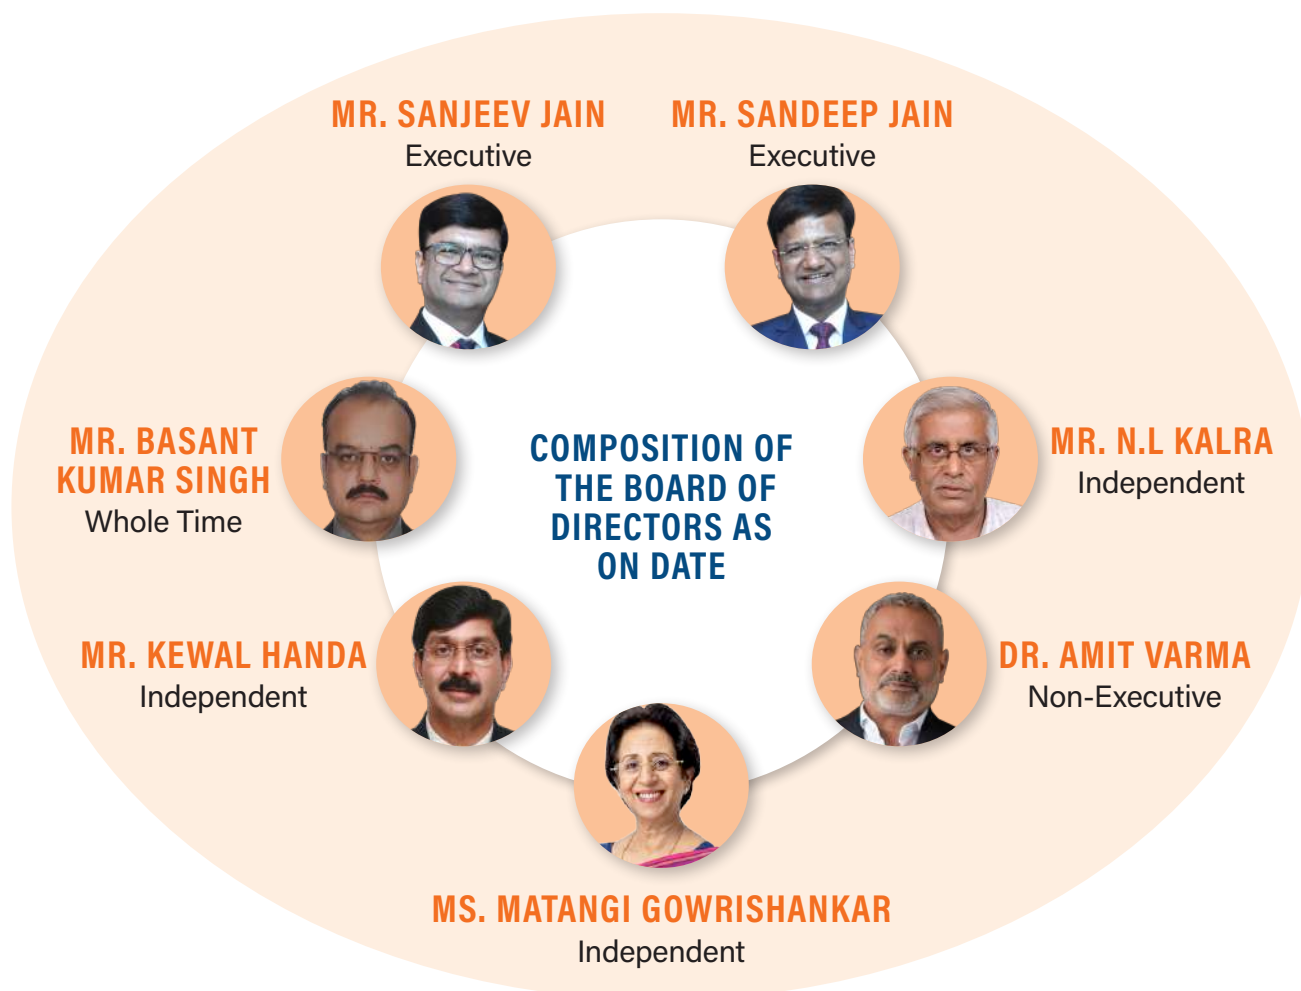 MR. SANJEEV JAIN
Executive
MR. SANDEEP JAIN
Executive
MR. BASANT
KUMAR SINGH
Whole Time
COMPOSITION OF
THE BOARD OF
DIRECTORS AS
ON DATE
MR. N.L KALRA
Independent
MR. KEWAL HANDA
Independent
DR. AMIT VARMA
Non-Executive
MS. MATANGI GOWRISHANKAR
Independent